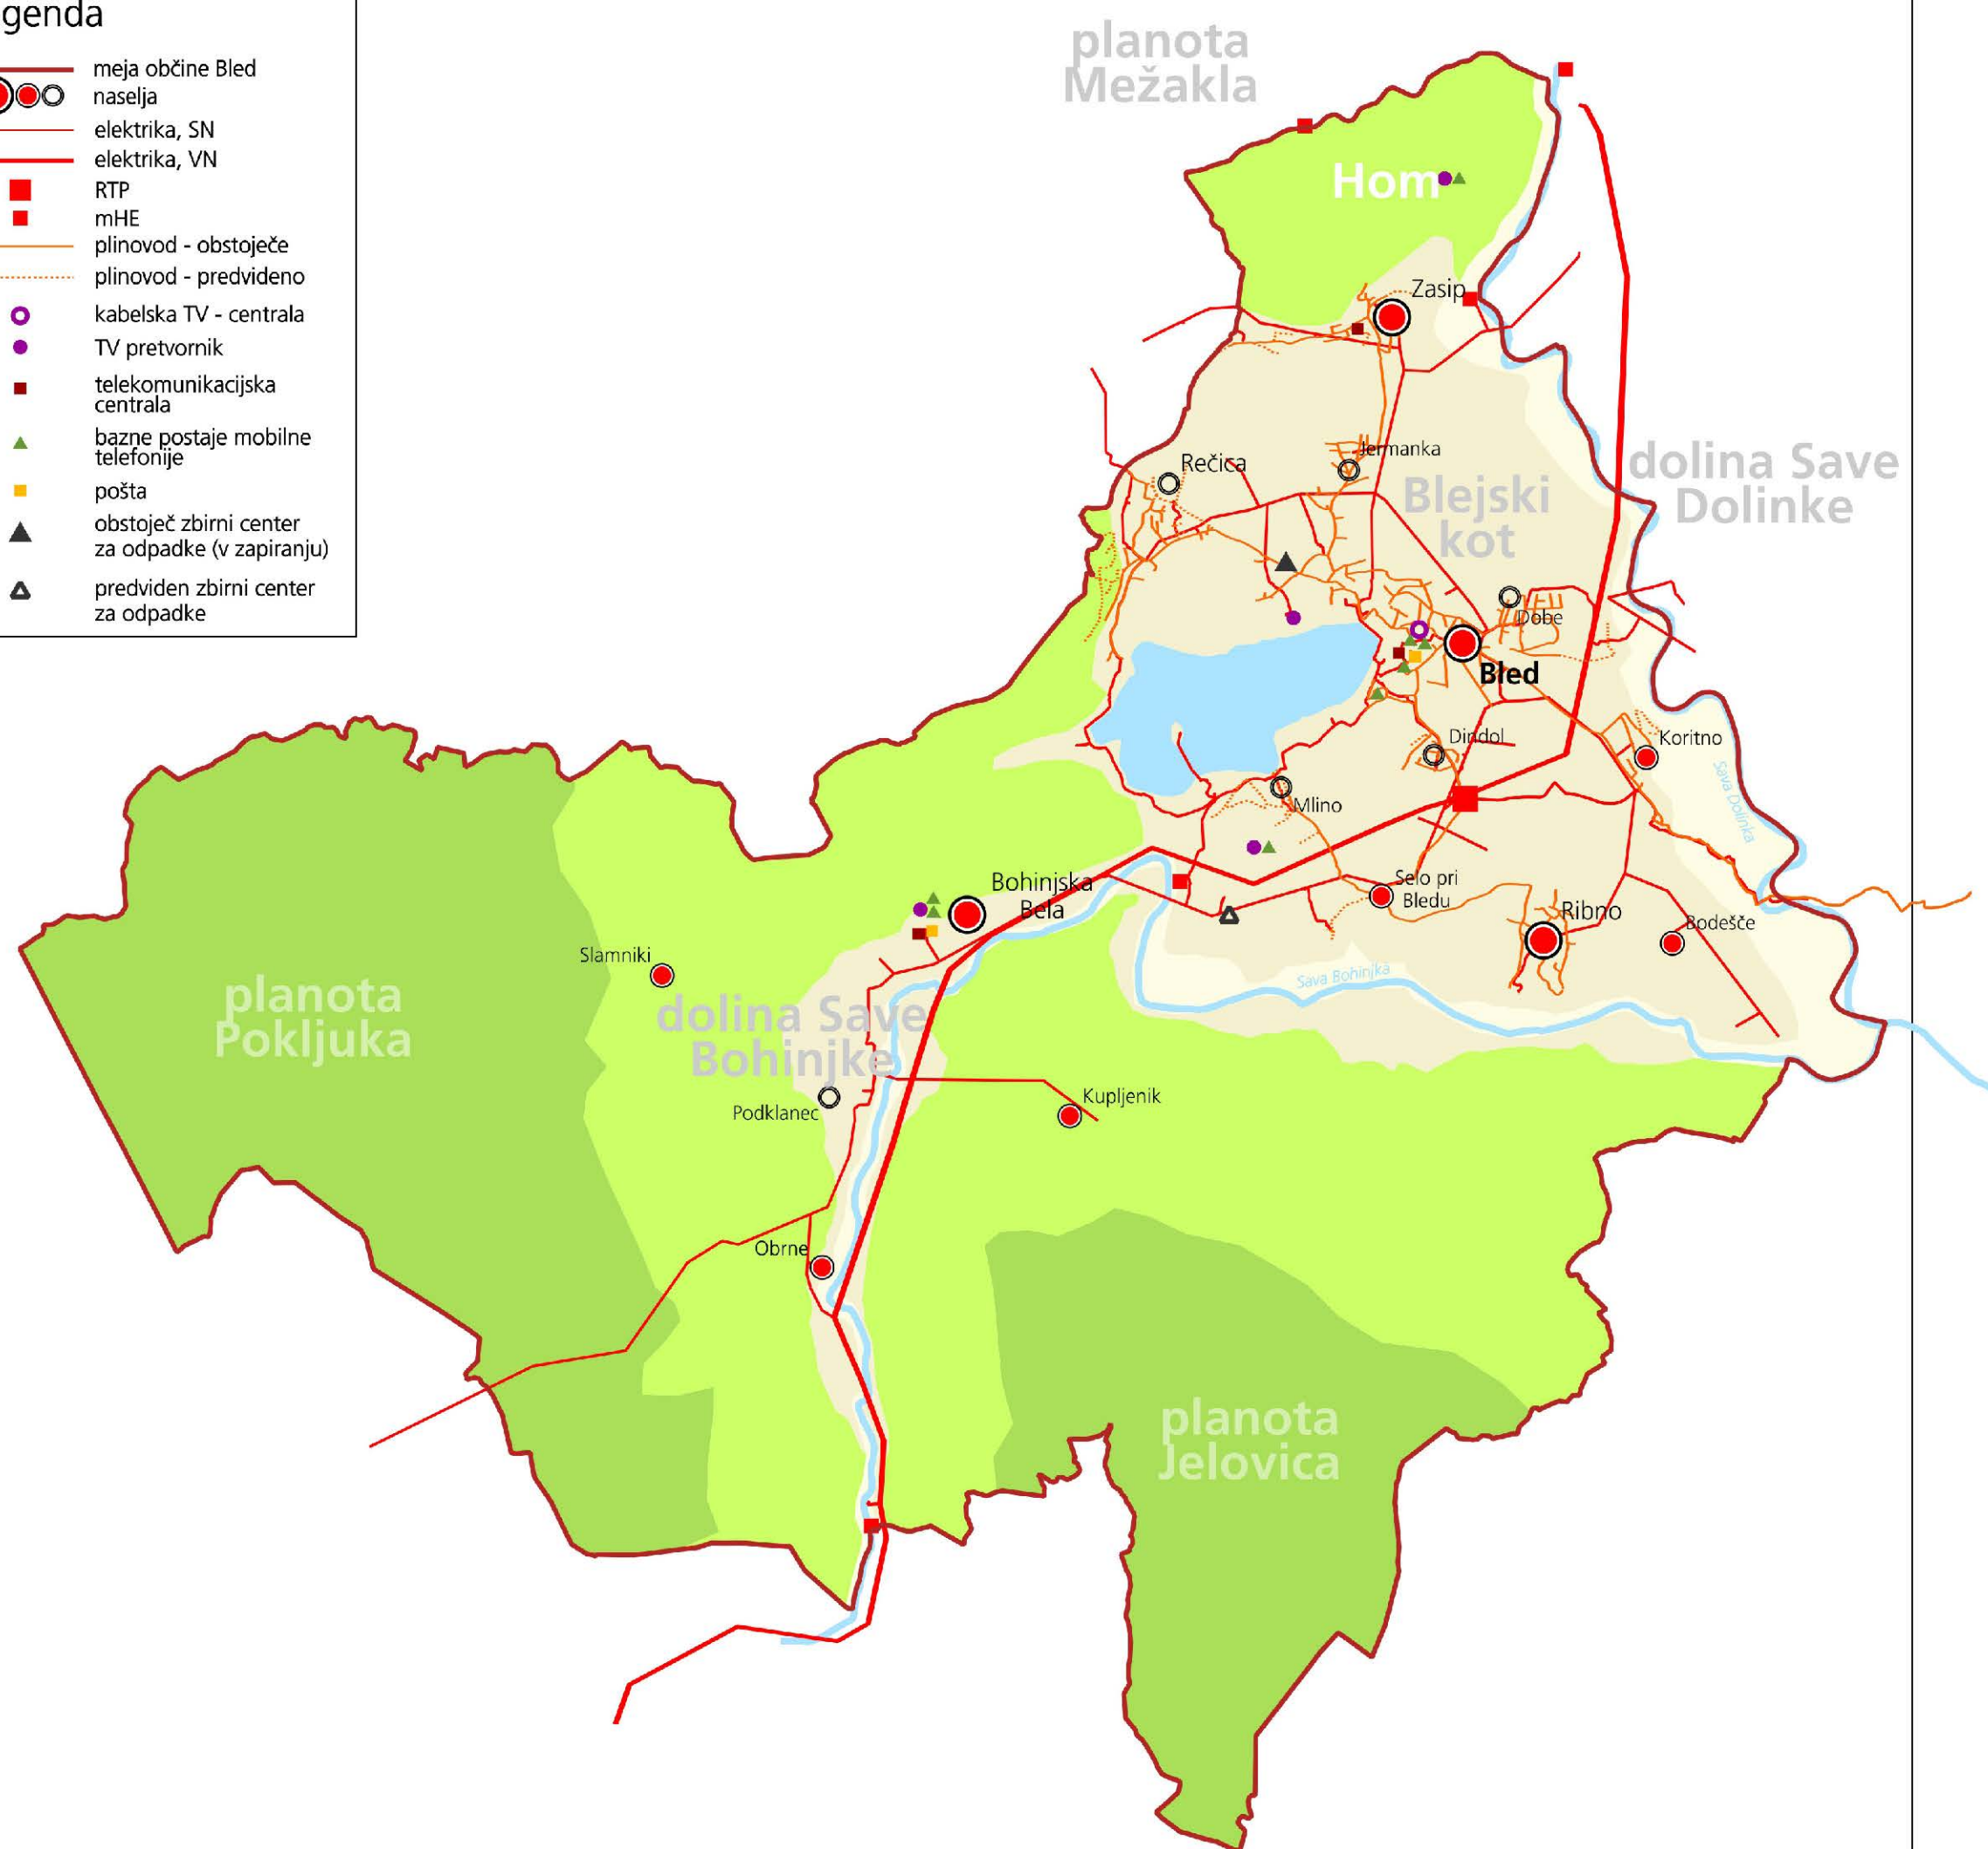 genda
meja občine Bled
naselja
elektrika, SN
elektrika, VN
RTP
mHE
plinovod - obstoječe
plinovod - predvideno
kabelska TV - centrala
TV pretvornik
telekomunikacijska
centrala
bazne postaje mobilne
telefonije
pošta
obstoječ zbirni center
za odpadke (v zapiranju)
predviden zbirni center
za odpadke
planota
Mežakla
Hom
Zasip
Rečica
Jermanka
Blejski
kot
dolina Save
Dolinke
Dobe
Bled
Dindol
Koritno
Sava Dolinka
Mlino
Bohinjska
Bela
Selo pri
Bledu
Ribno
Bodešče
Slamniki
Sava Bohinjka
planota
Pokljuka
dolina Save
Bohinjke
Podklanec
Kupljenik
Obrne
planota
Jelovica